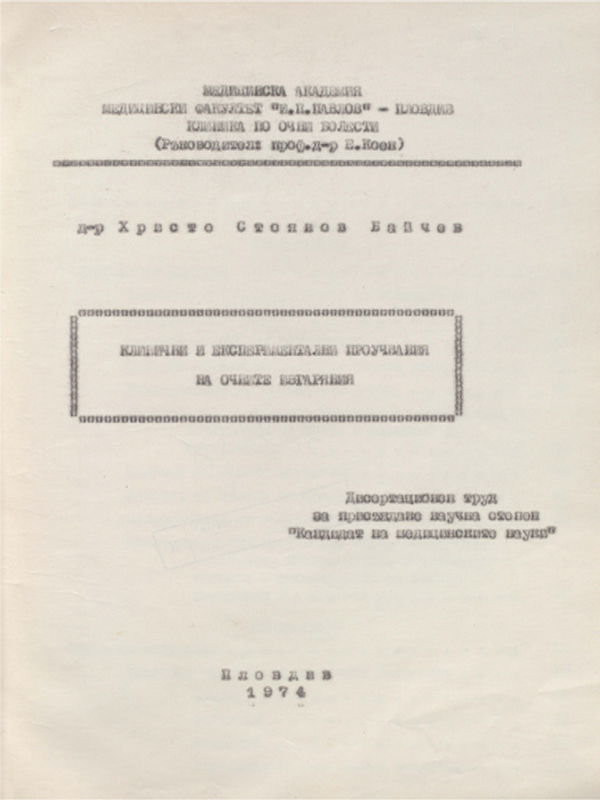 МЕДИЦИНСКА АКАДЕМИЯ
МЕДИЦИНСКИ ФАКУЛТЕТ "И.П.ПАВЛОВ" – ПЛОВДИВ
КЛИНИКА ПО ОЧНИ БОЛЕСТИ
(Ръководител: проф.д-р Б.Коен)
д-р Христо Стоянов Байчев
КЛИНИЧНИ И ЕКСПЕРИМЕНТАЛНИ ПРОУЧВАНИЯ
НА ОЧНИТЕ ИЗГАРЯНИЯ
Дисертационен труд
за присъждане научна степен
"Кандидат на медицинските науки"
Пловдив
1974